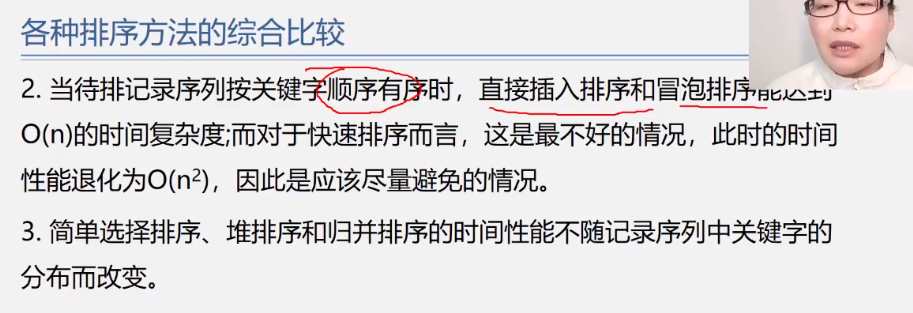 各种排序方法的综合比较
2. 当待排记录序列按关键字顺序有序时，直接插入排序和冒泡排序能达到
O(n)的时间复杂度;而对于快速排序而言，这是最不好的情况，此时的时间
性能退化为O(n²)，因此是应该尽量避免的情况。
3. 简单选择排序、堆排序和归并排序的时间性能不随记录序列中关键字的
分布而改变。